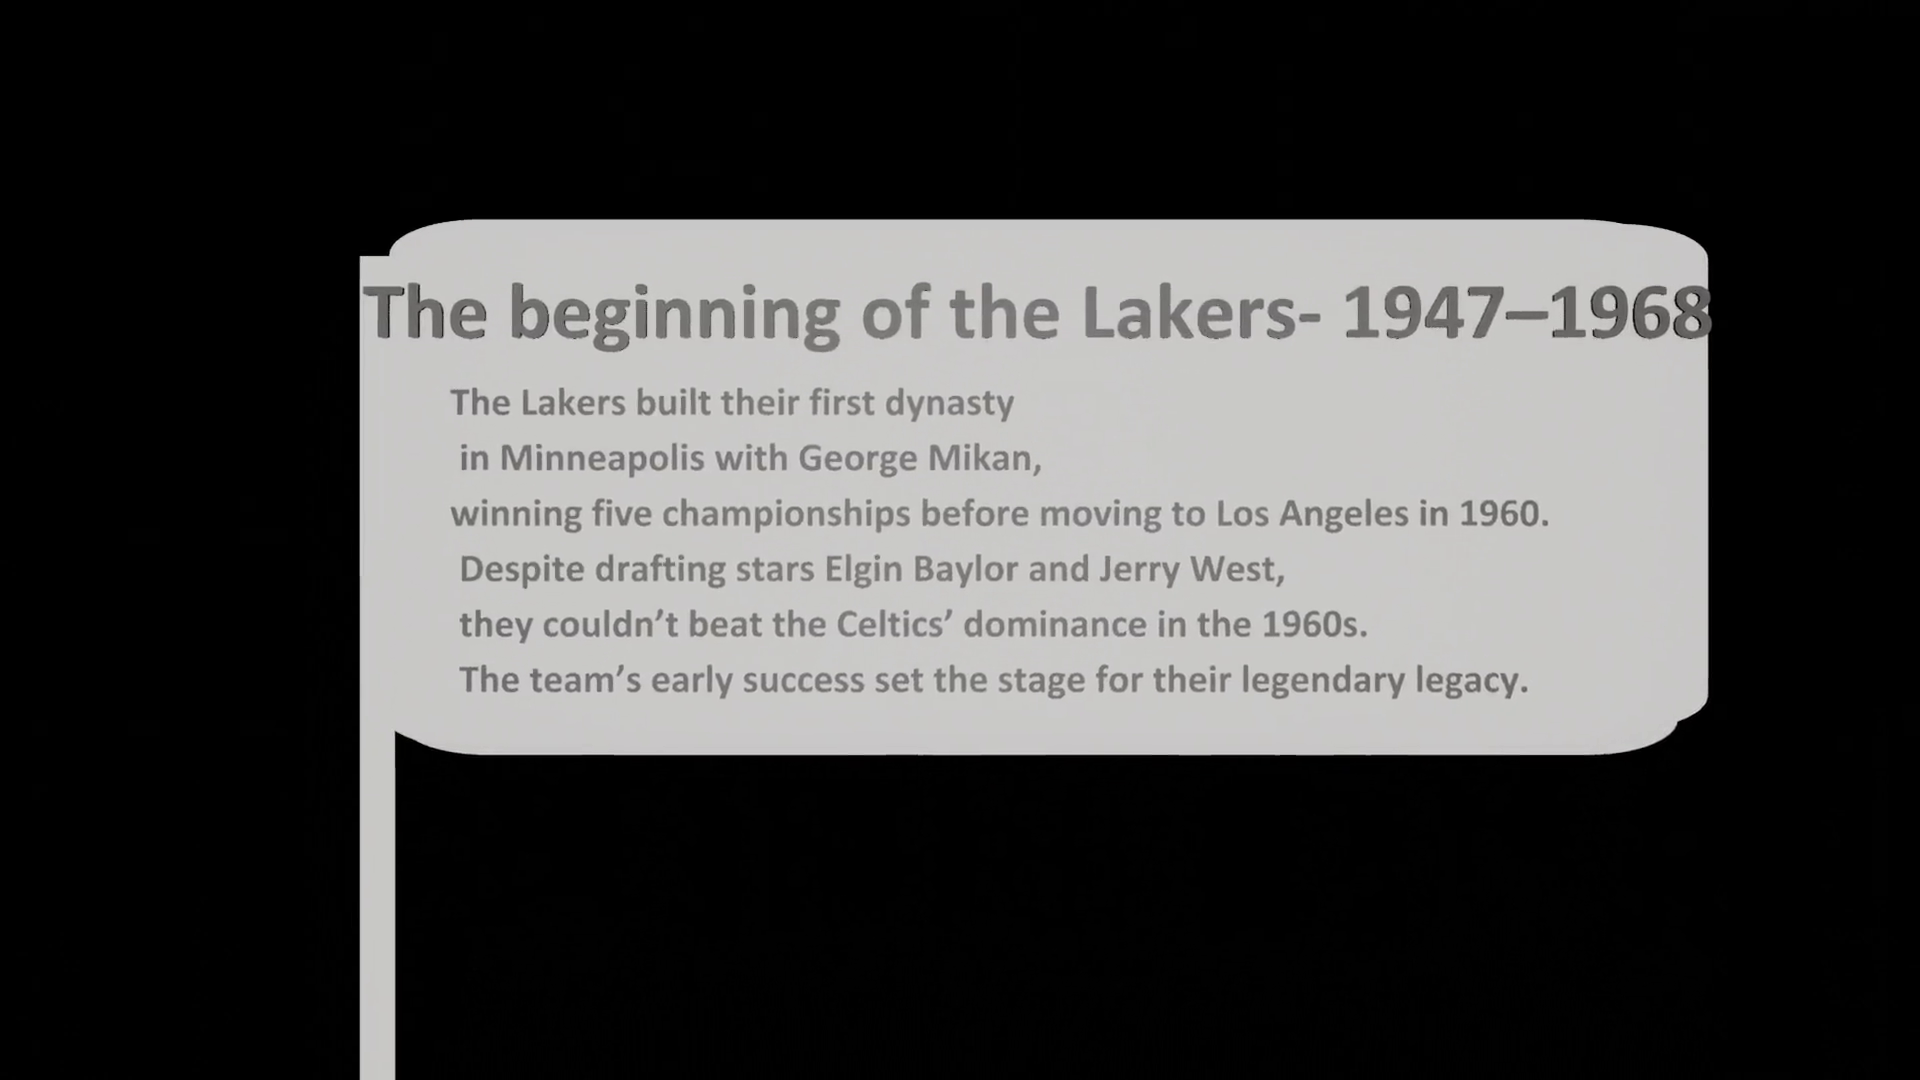 The beginning of the Lakers- 1947–1968
The Lakers built their first dynasty
in Minneapolis with George Mikan,
winning five championships before moving to Los Angeles in 1960.
Despite drafting stars Elgin Baylor and Jerry West,
they couldn’t beat the Celtics’ dominance in the 1960s.
The team’s early success set the stage for their legendary legacy.